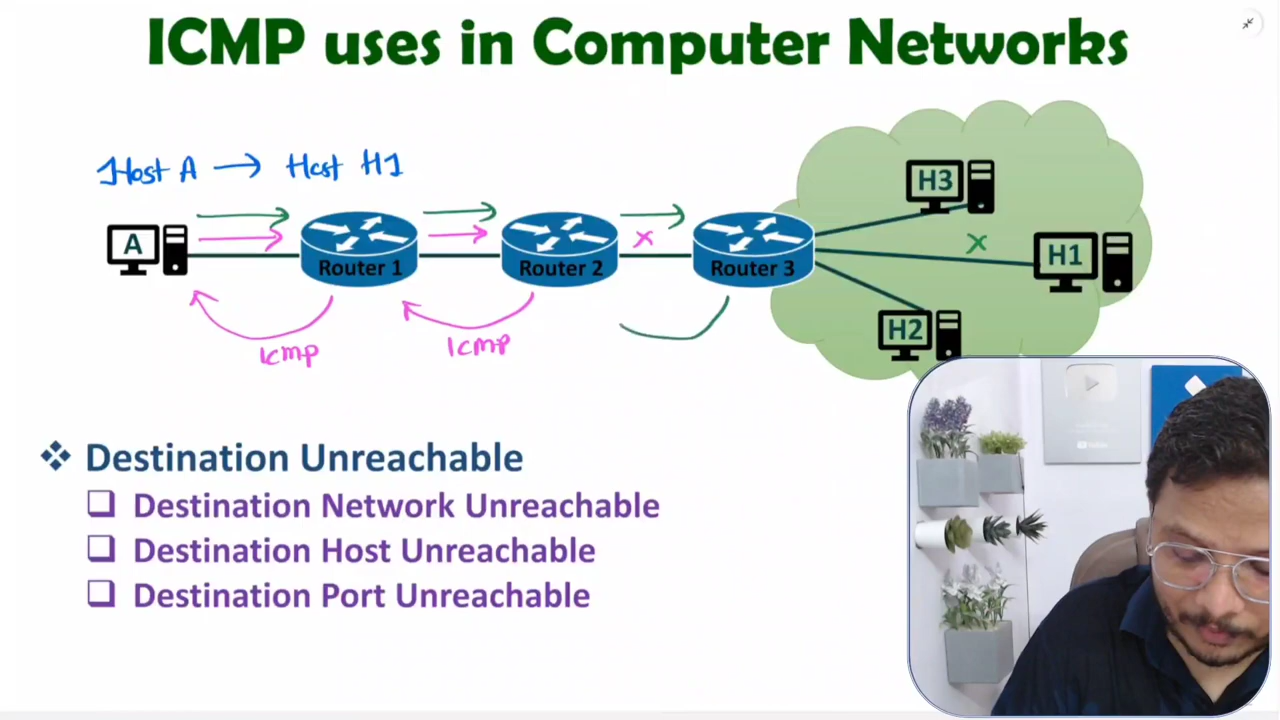 ICMP uses in Computer Networks
Host A → Host H1
A
Router 1
Router 2
Router 3
H3
H1
H2
x
x
Icmp
Icmp
Destination Unreachable
Destination Network Unreachable
Destination Host Unreachable
Destination Port Unreachable